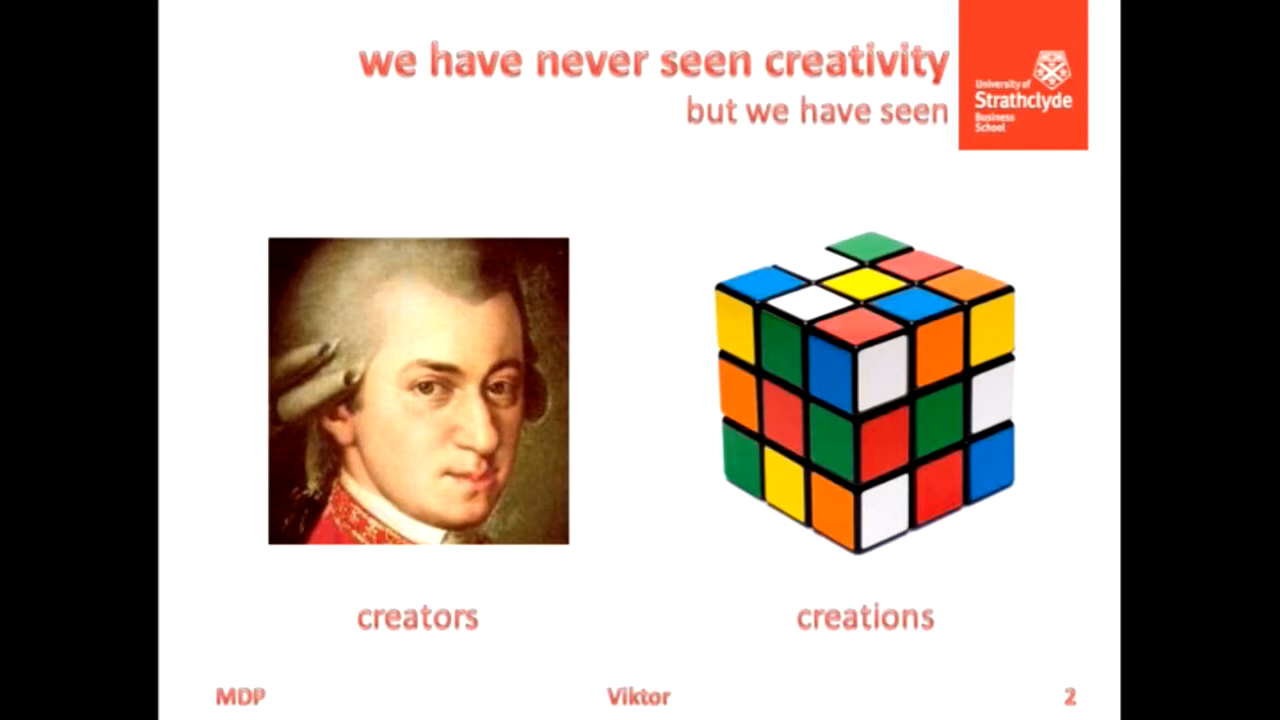 we have never seen creativity
but we have seen
University of
Strathclyde
Business
School
creators
creations
MDP
Viktor
2